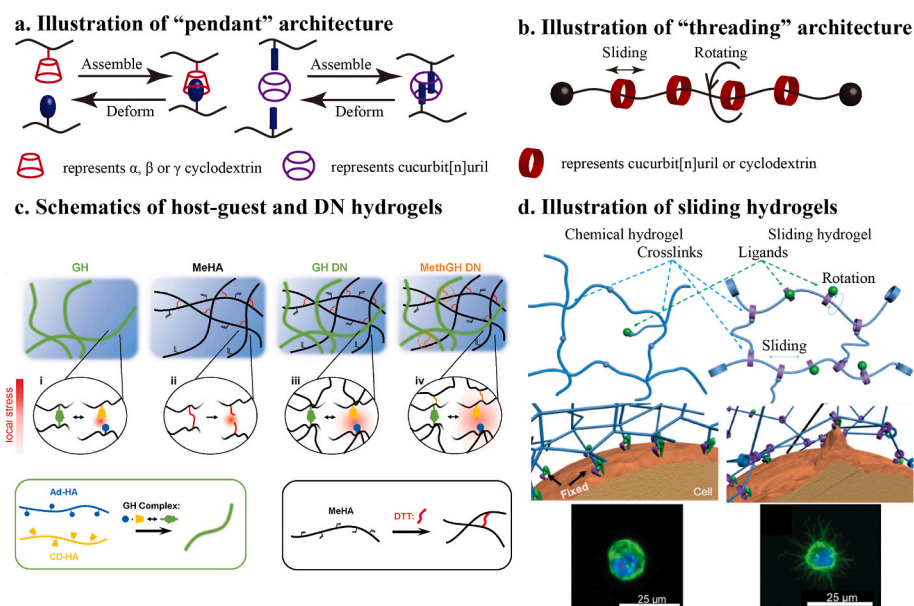 a. Illustration of “pendant” architecture
Assemble
Deform
Assemble
Deform
represents α, β or γ cyclodextrin
represents cucurbit[n]uril
b. Illustration of “threading” architecture
Sliding
Rotating
represents cucurbit[n]uril or cyclodextrin
c. Schematics of host-guest and DN hydrogels
GH
MeHA
GH DN
MethGH DN
local stress
i
ii
iii
iv
Ad-HA
CD-HA
GH Complex:
MeHA
DTT:
d. Illustration of sliding hydrogels
Chemical hydrogel
Sliding hydrogel
Crosslinks
Ligands
Rotation
Sliding
Fixed
Cell
25 μm
25 μm